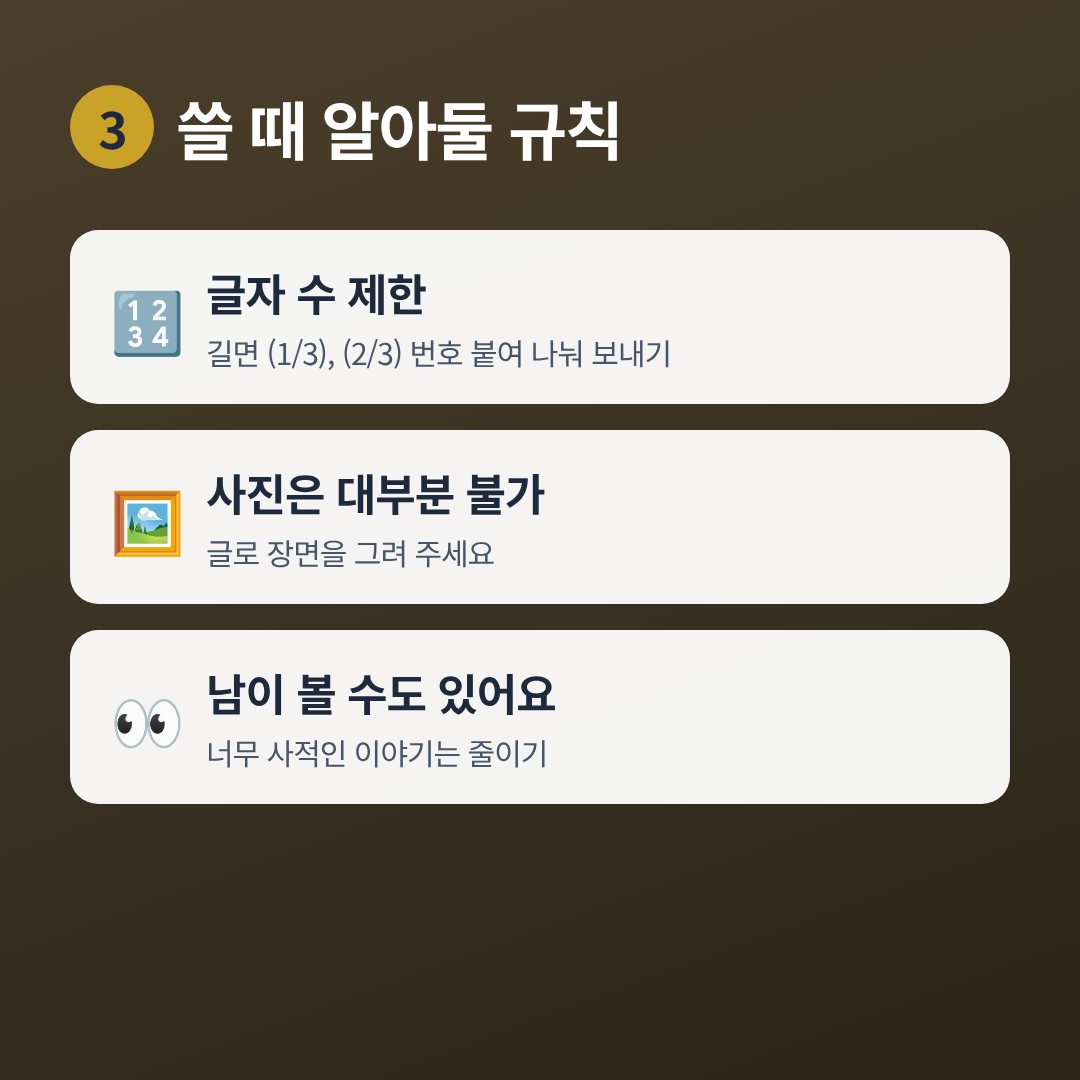 3 쓸 때 알아둘 규칙
🔢 글자 수 제한
길면 (1/3), (2/3) 번호 붙여 나눠 보내기
사진은 대부분 불가
글로 장면을 그려 주세요
남이 볼 수도 있어요
너무 사적인 이야기는 줄이기